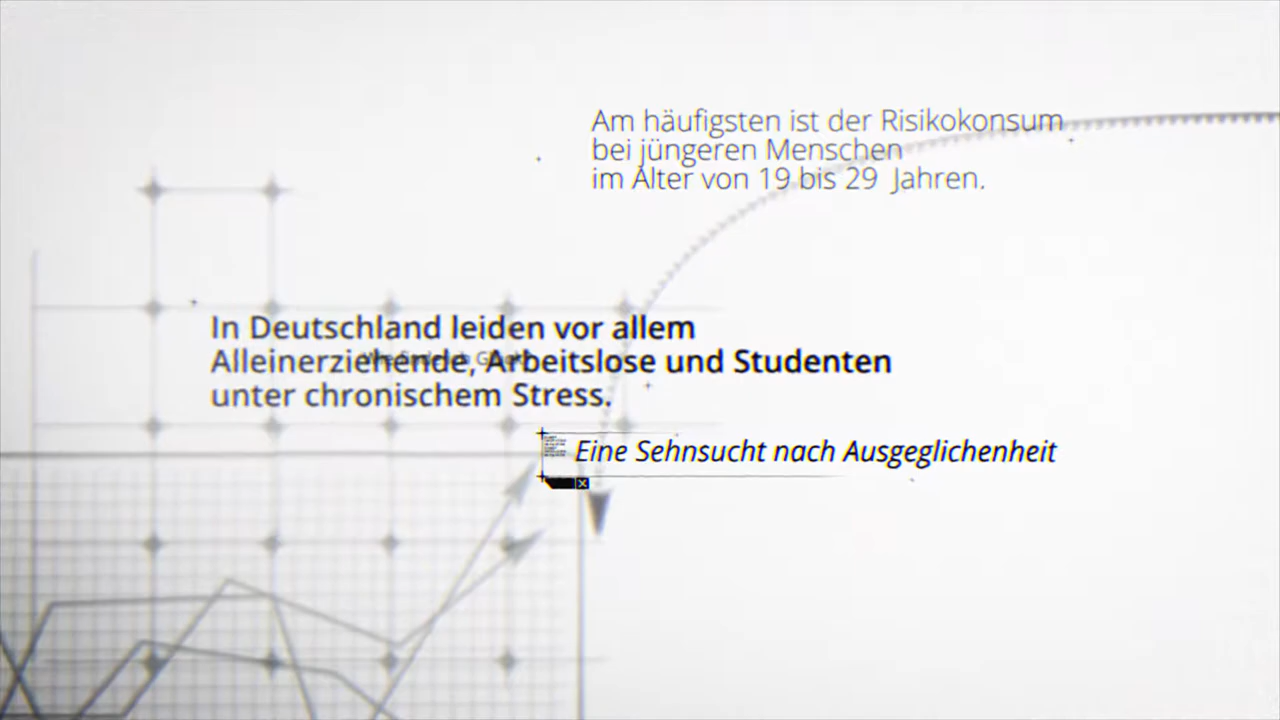 Am häufigsten ist der Risikokonsum
bei jüngeren Menschen
im Alter von 19 bis 29 Jahren.
In Deutschland leiden vor allem
Alleinerziehende, Arbeitslose und Studenten
unter chronischem Stress.
Eine Sehnsucht nach Ausgeglichenheit